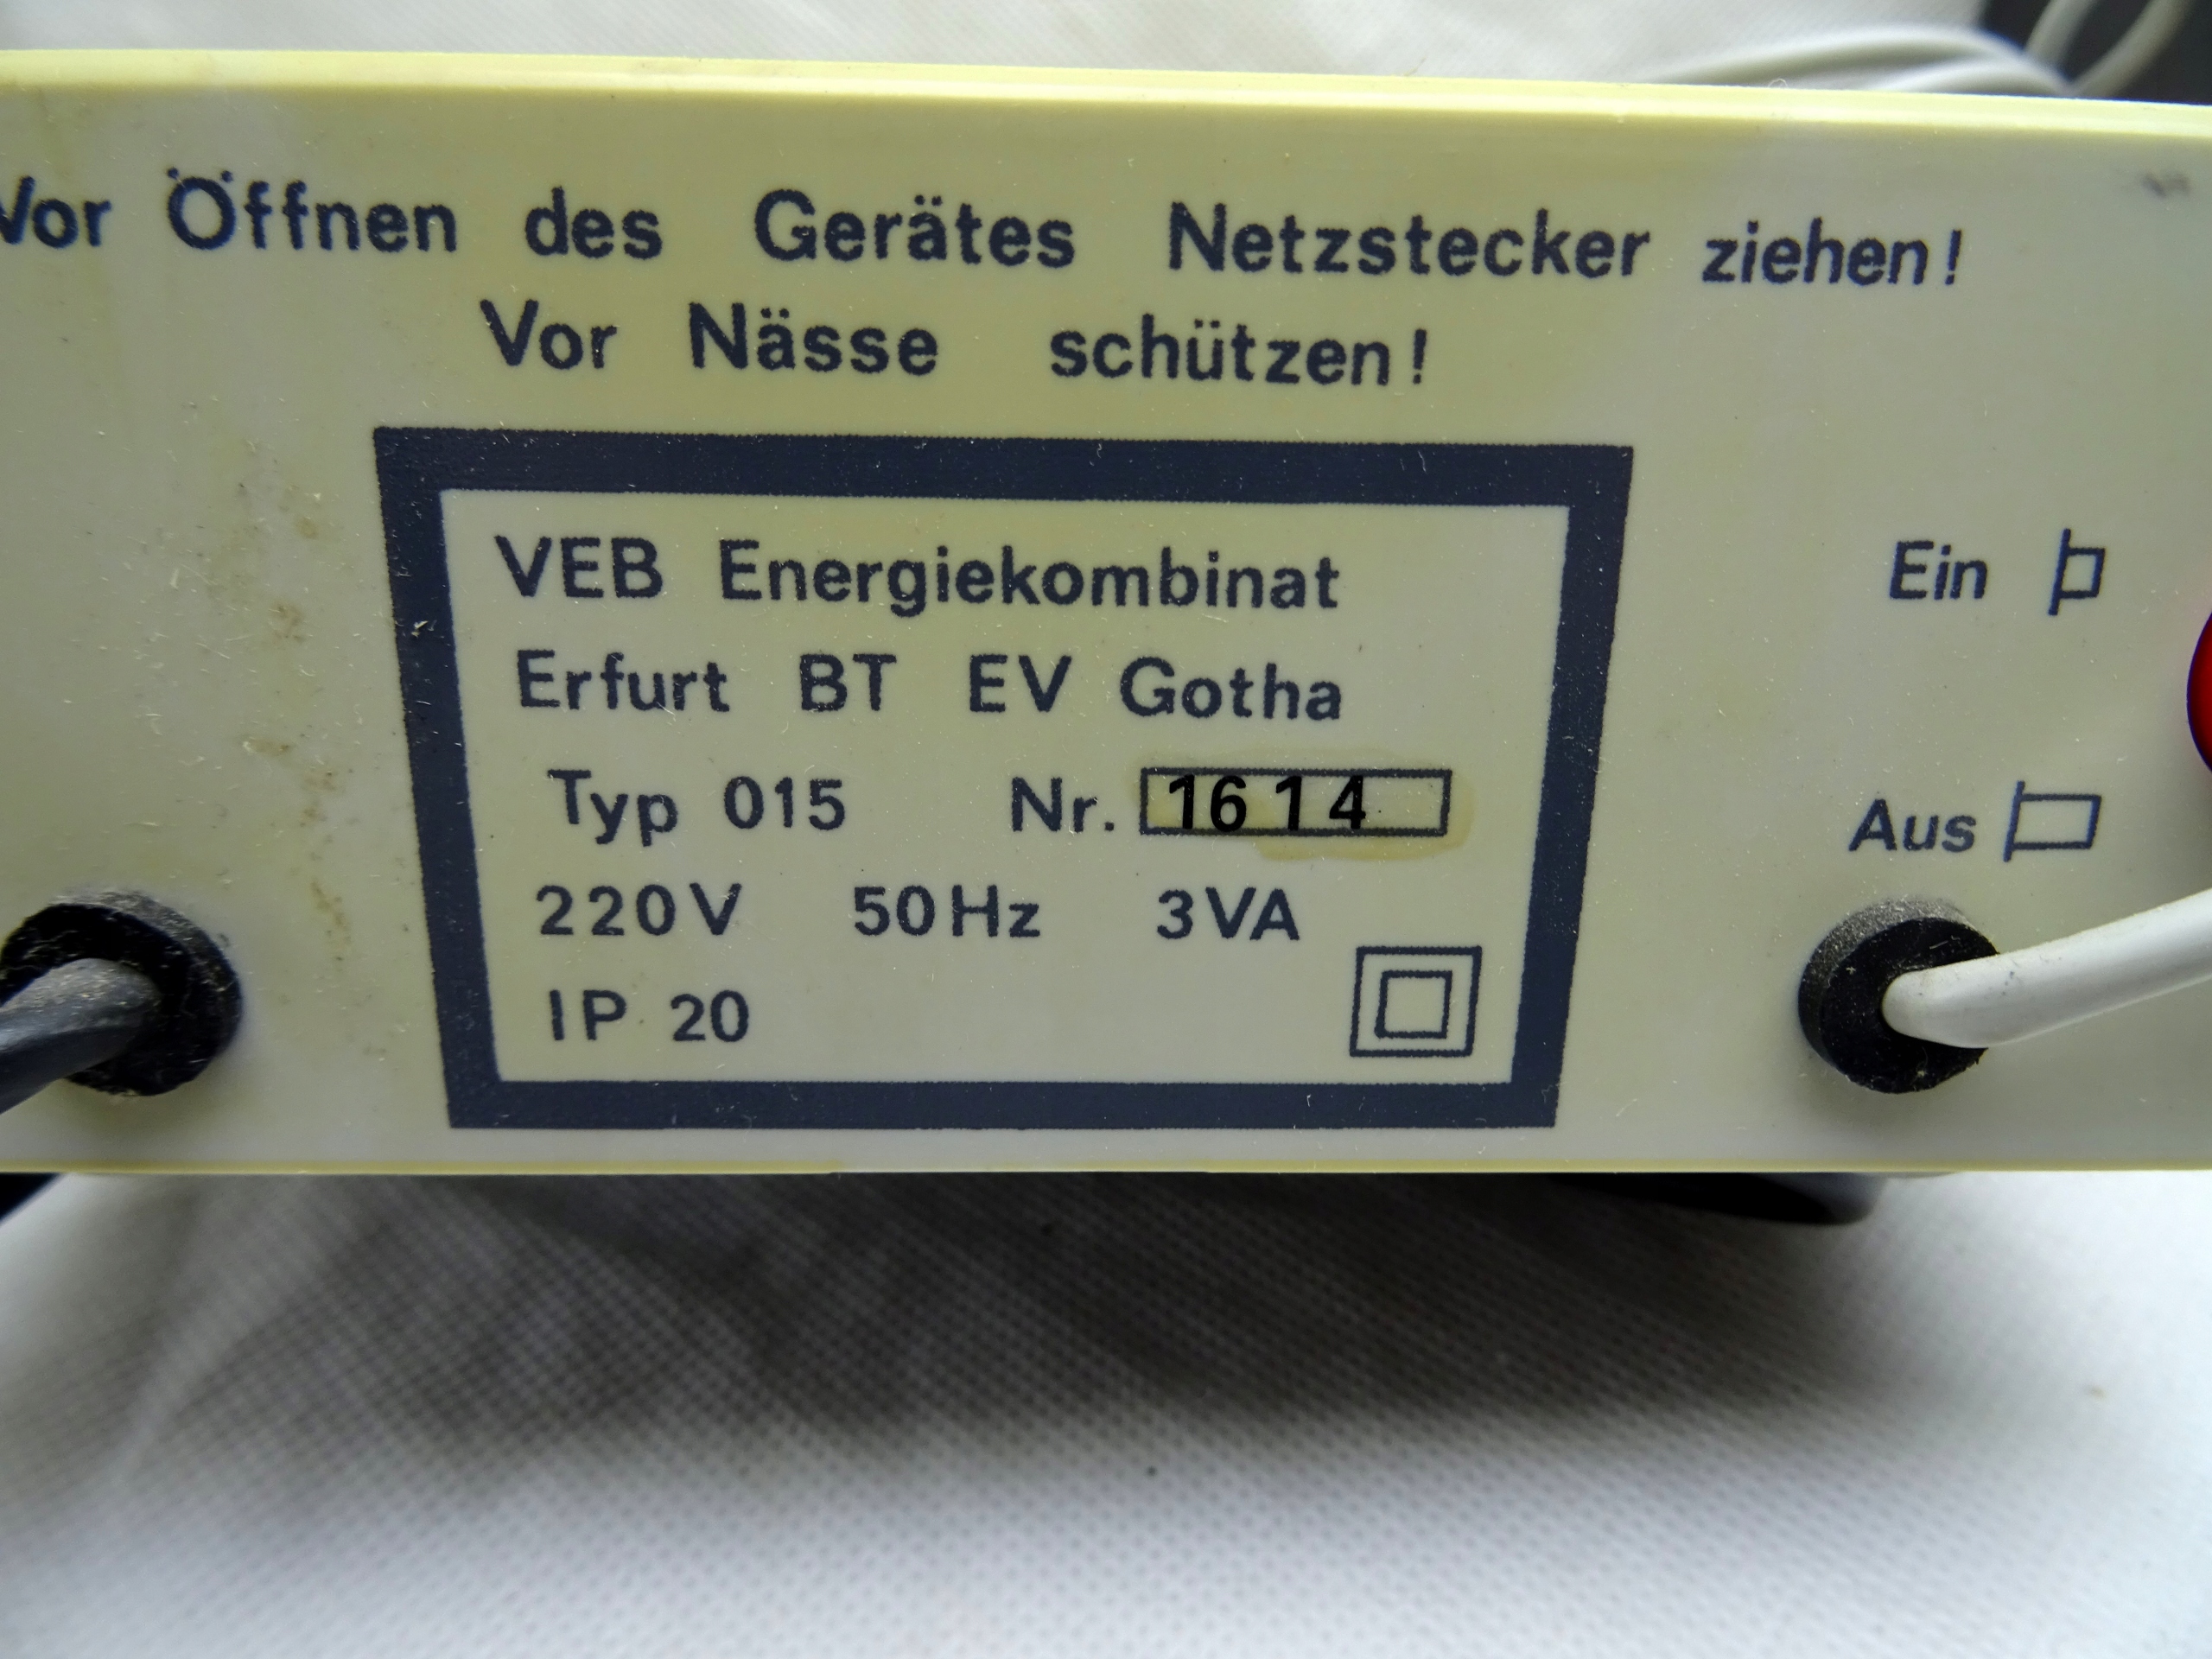 Vor Öffnen des Gerätes Netzstecker ziehen!
Vor Nässe schützen!
VEB Energiekombinat
Erfurt BT EV Gotha
Typ 015 Nr. 1614
220V 50Hz 3VA
IP 20
Ein
Aus